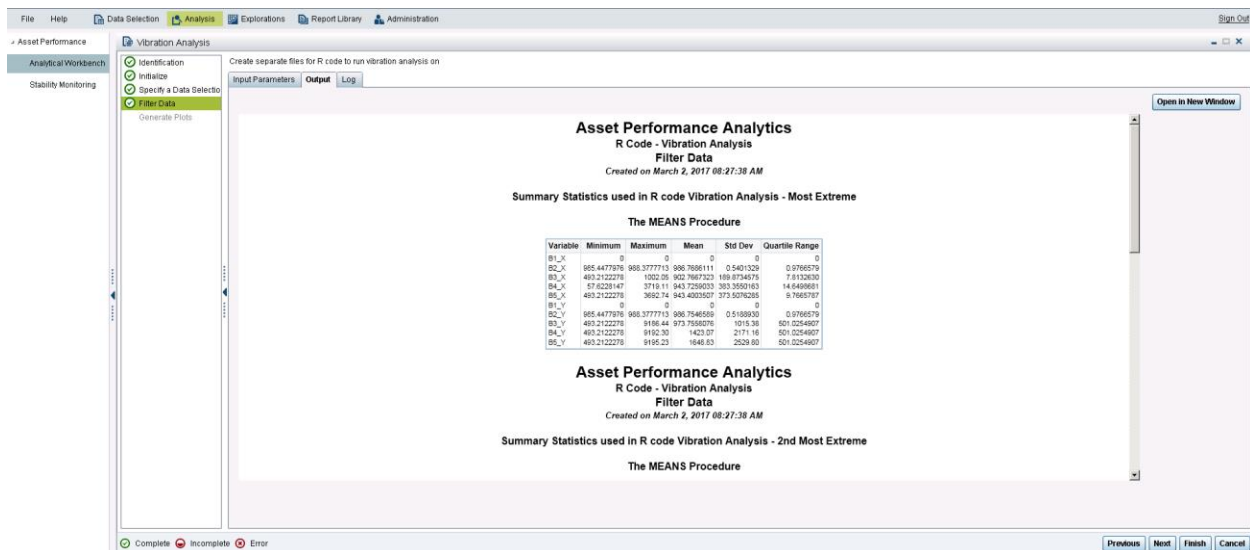 File Help Data Selection Analysis Explorations Report Library Administration Sign Out
Asset Performance
Analytical Workbench
Stability Monitoring
Vibration Analysis
Identification
Initialize
Specify a Data Selectio
Filter Data
Generate Plots
Create separate files for R code to run vibration analysis on
Input Parameters Output Log
Open in New Window
Asset Performance Analytics
R Code - Vibration Analysis
Filter Data
Created on March 2, 2017 08:27:38 AM
Summary Statistics used in R code Vibration Analysis - Most Extreme
The MEANS Procedure
Variable Minimum Maximum Mean Std Dev Quartile Range
B1_X 0 0 0 0 0
B2_X 985.4477976 988.3777713 986.7686111 0.5401329 0.9766579
B3_X 493.2122278 1002.05 902.7667323 189.8734575 7.8132630
B4_X 57.6228147 3719.11 943.7259033 383.3550163 14.6498681
B5_X 493.2122278 3692.74 943.4003507 373.5076285 9.7665787
B1_Y 0 0 0 0 0
B2_Y 985.4477976 988.3777713 986.7546589 0.5188930 0.9766579
B3_Y 493.2122278 9186.44 973.7558076 1015.38 501.0254907
B4_Y 493.2122278 9192.30 1423.07 2171.16 501.0254907
B5_Y 493.2122278 9195.23 1646.63 2529.60 501.0254907
Asset Performance Analytics
R Code - Vibration Analysis
Filter Data
Created on March 2, 2017 08:27:38 AM
Summary Statistics used in R code Vibration Analysis - 2nd Most Extreme
The MEANS Procedure
Complete Incomplete Error
Previous Next Finish Cancel